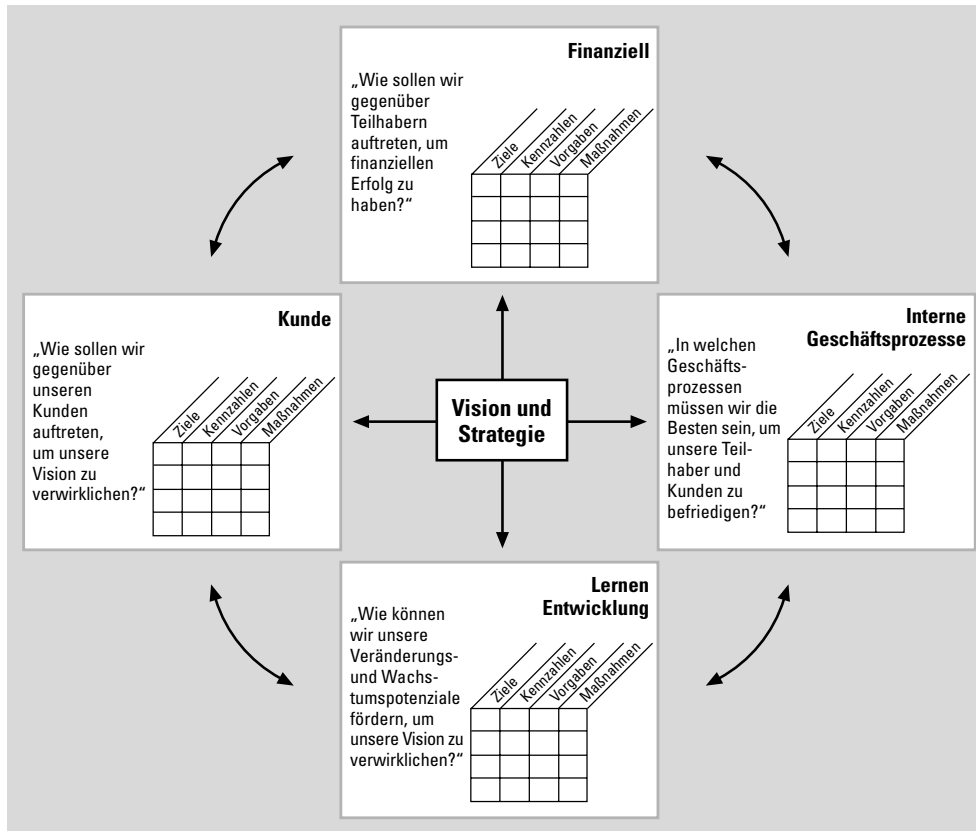 Finanziell
„Wie sollen wir
gegenüber
Teilhabern
auftreten, um
finanziellen
Erfolg zu
haben?“
Ziele
Kennzahlen
Vorgaben
Maßnahmen
Kunde
„Wie sollen wir
gegenüber
unseren
Kunden
auftreten,
um unsere
Vision zu
verwirklichen?“
Ziele
Kennzahlen
Vorgaben
Maßnahmen
Vision und
Strategie
Interne
Geschäftsprozesse
„In welchen
Geschäfts-
prozessen
müssen wir die
Besten sein, um
unsere Teil-
haber und
Kunden zu
befriedigen?“
Ziele
Kennzahlen
Vorgaben
Maßnahmen
Lernen
Entwicklung
„Wie können
wir unsere
Veränderungs-
und Wachs-
tumspotenziale
fördern, um
unsere Vision zu
verwirklichen?“
Ziele
Kennzahlen
Vorgaben
Maßnahmen